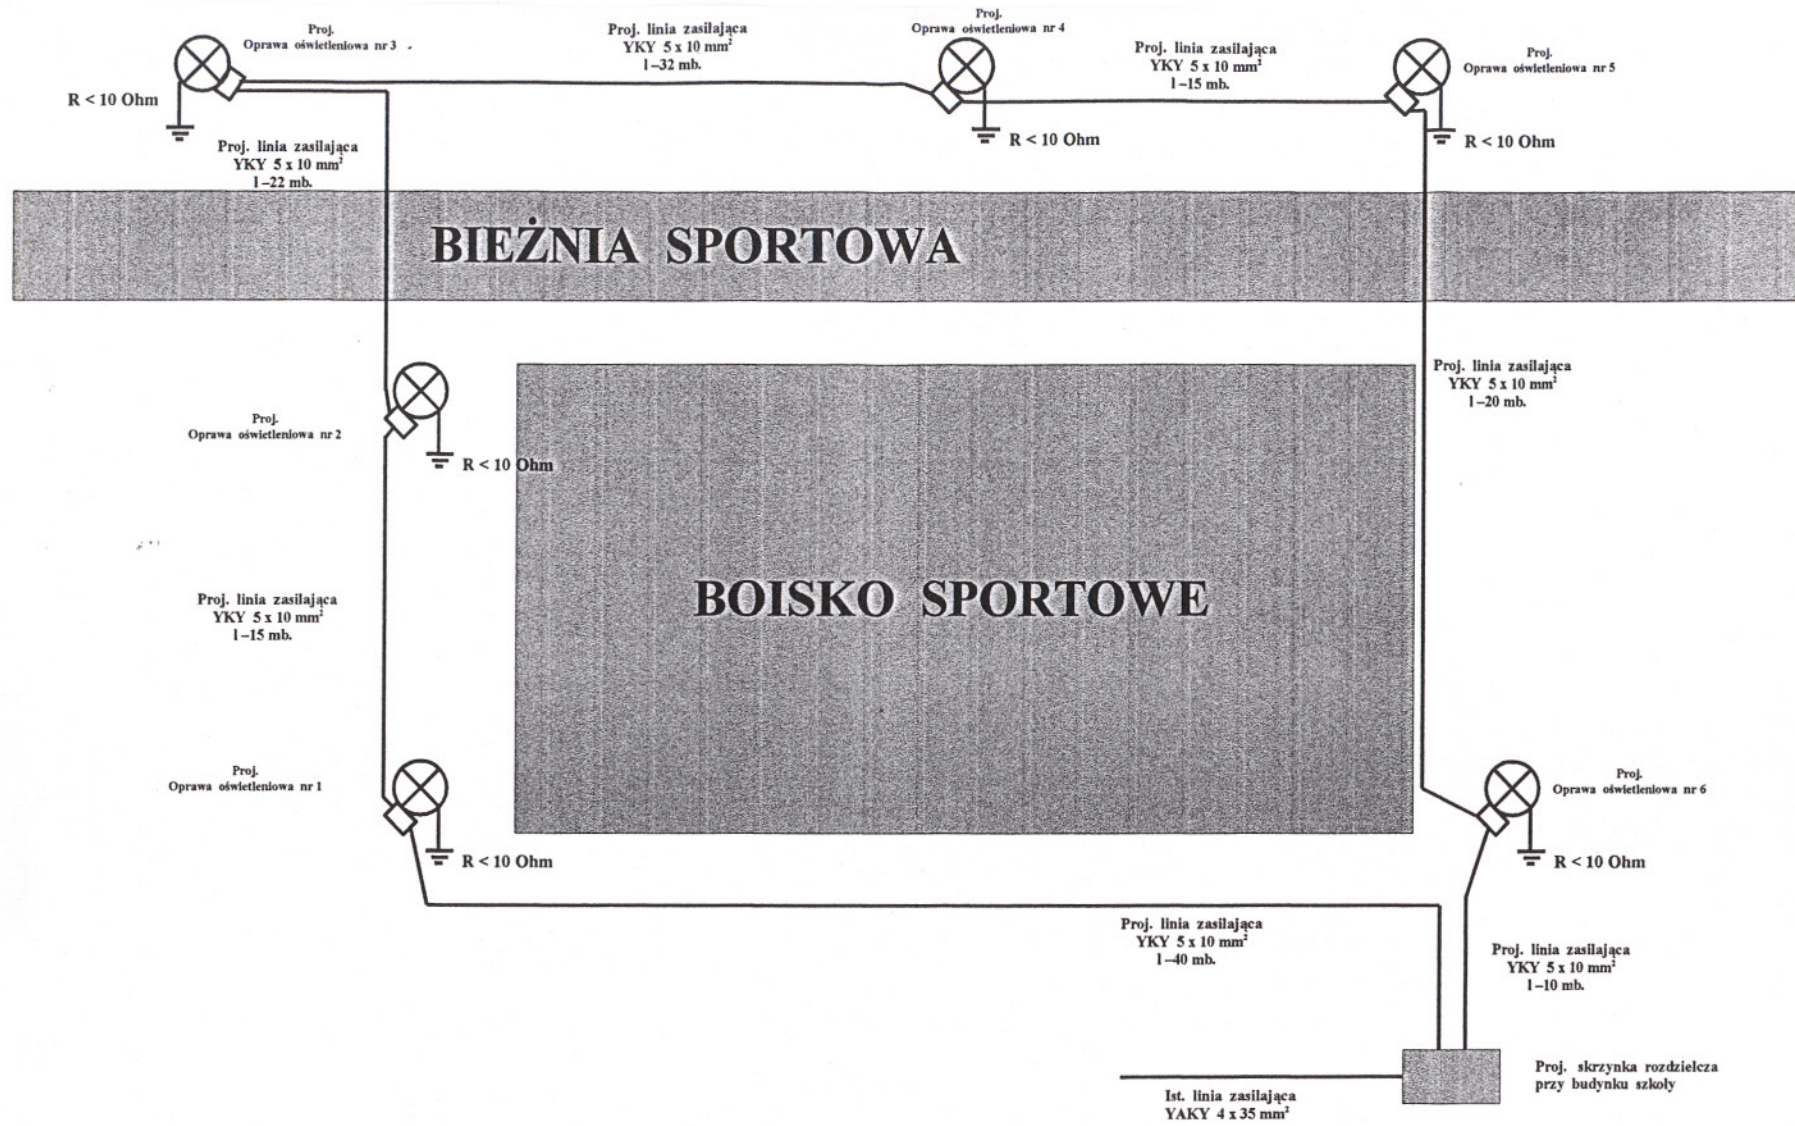 Proj.
Oprawa oświetleniowa nr 3
Proj. linia zasilająca
YKY 5 x 10 mm²
l–32 mb.
Proj.
Oprawa oświetleniowa nr 4
Proj. linia zasilająca
YKY 5 x 10 mm²
l–15 mb.
Proj.
Oprawa oświetleniowa nr 5
R < 10 Ohm
R < 10 Ohm
R < 10 Ohm
Proj. linia zasilająca
YKY 5 x 10 mm²
l–22 mb.
BIEŻNIA SPORTOWA
Proj. linia zasilająca
YKY 5 x 10 mm²
l–20 mb.
Proj.
Oprawa oświetleniowa nr 2
R < 10 Ohm
BOISKO SPORTOWE
Proj. linia zasilająca
YKY 5 x 10 mm²
l–15 mb.
Proj.
Oprawa oświetleniowa nr 1
Proj.
Oprawa oświetleniowa nr 6
R < 10 Ohm
R < 10 Ohm
Proj. linia zasilająca
YKY 5 x 10 mm²
l–40 mb.
Proj. linia zasilająca
YKY 5 x 10 mm²
l–10 mb.
Proj. skrzynka rozdzielcza
przy budynku szkoły
Ist. linia zasilająca
YAKY 4 x 35 mm²